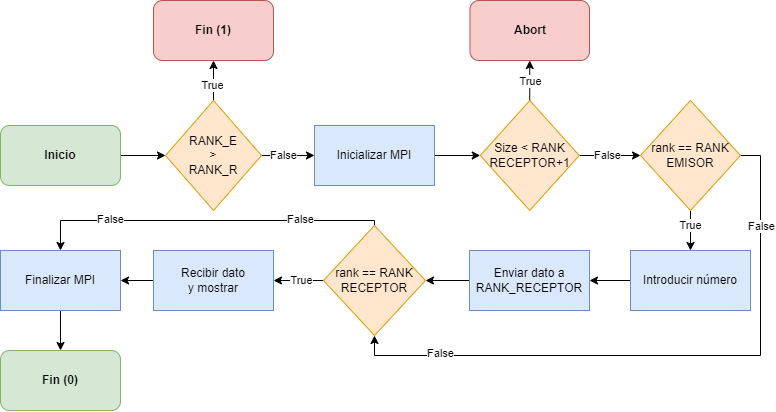 Fin (1)
Abort
True
True
Inicio
RANK_E
>
RANK_R
False
Inicializar MPI
Size < RANK
RECEPTOR+1
False
rank == RANK
EMISOR
True
False
False
False
Finalizar MPI
Recibir dato
y mostrar
True
rank == RANK
RECEPTOR
Enviar dato a
RANK_RECEPTOR
Introducir número
False
Fin (0)